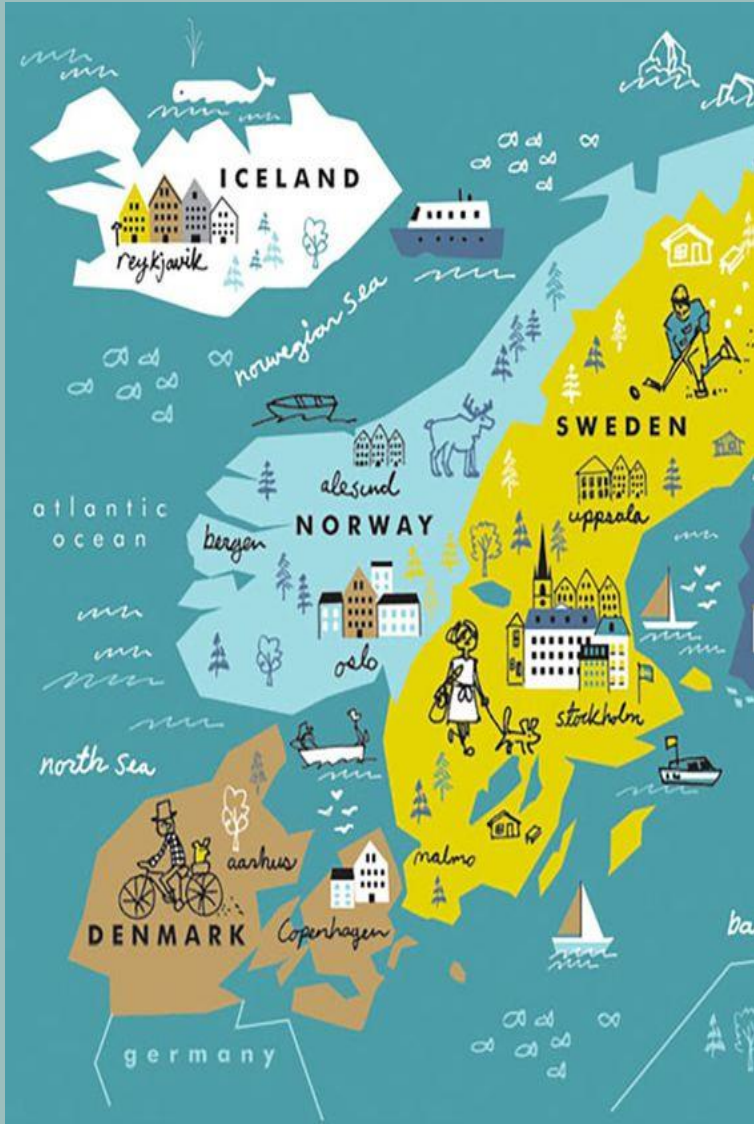 ICELAND
reykjavik
norwegian sea
SWEDEN
alesund
uppsala
atlantic
ocean
bergen
NORWAY
oslo
stockholm
north sea
aarhus
malmo
DENMARK
Copenhagen
ba
germany